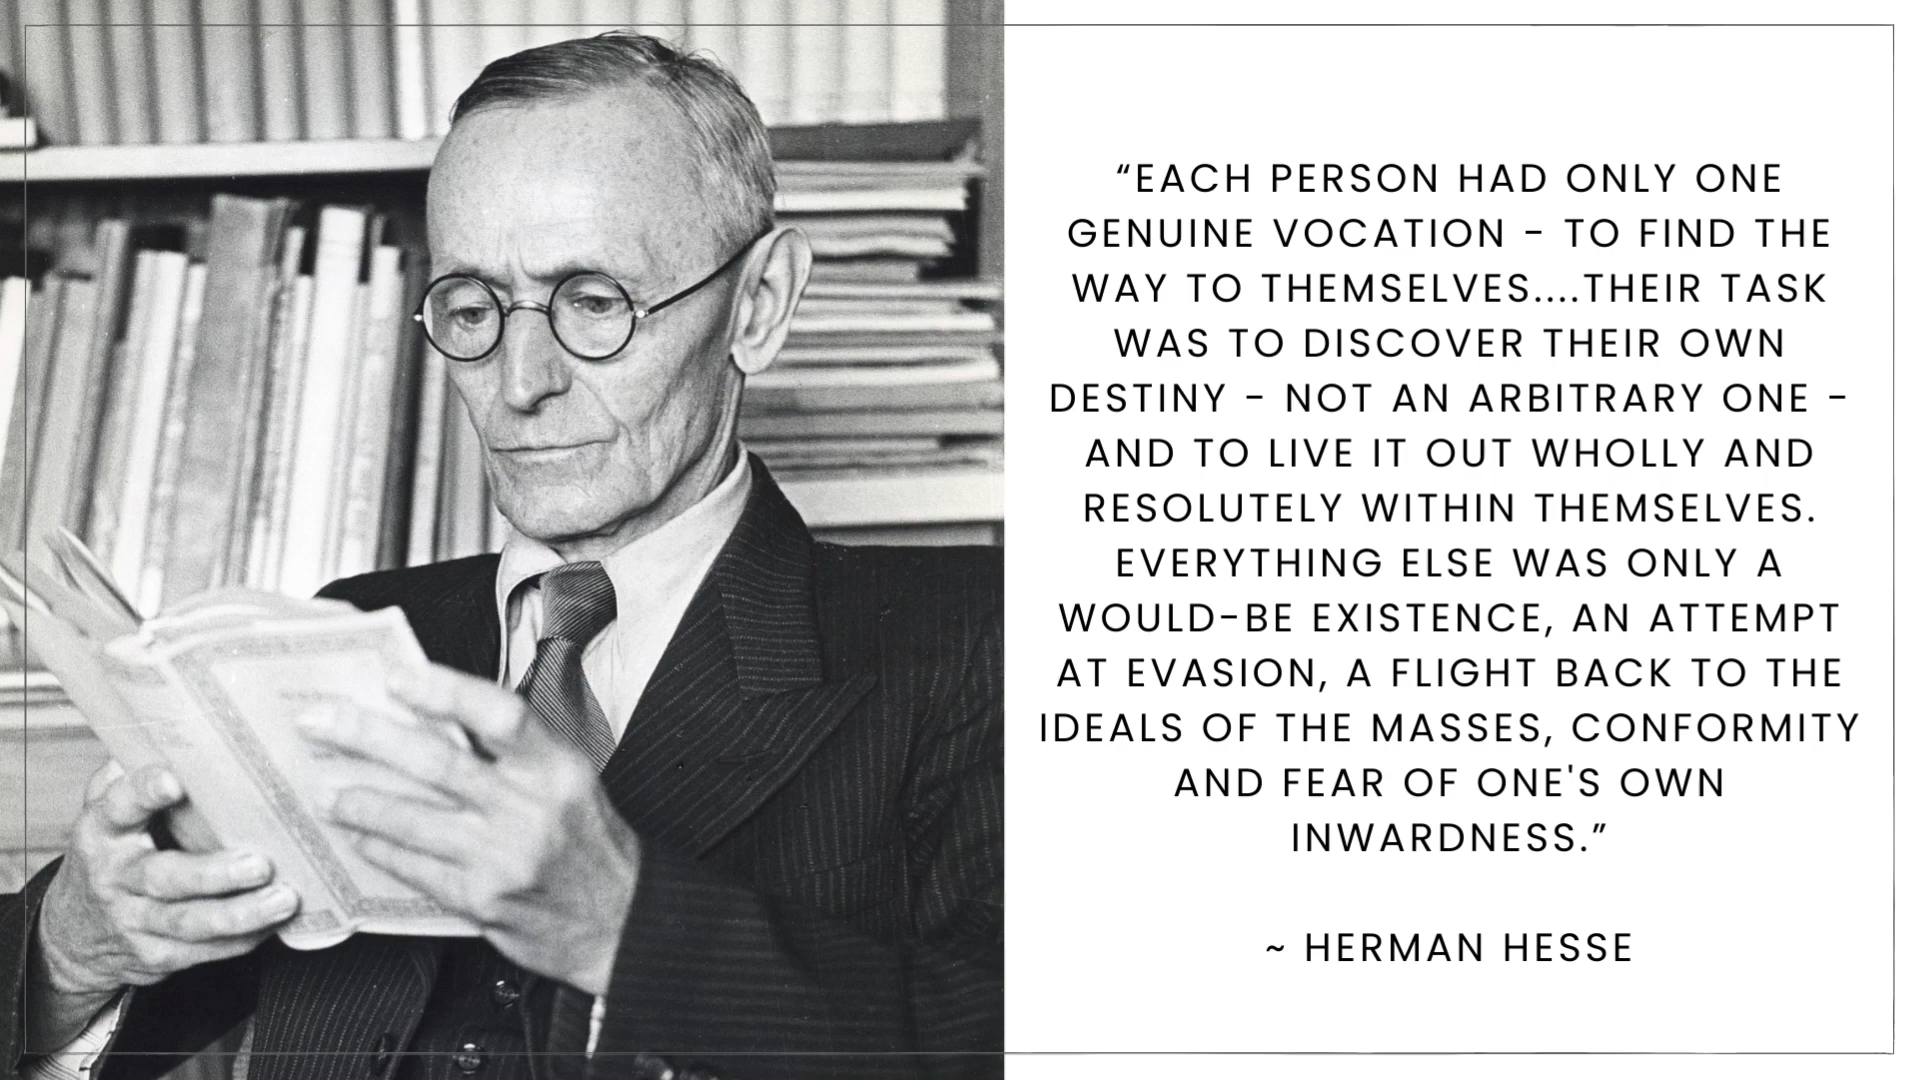 “EACH PERSON HAD ONLY ONE
GENUINE VOCATION - TO FIND THE
WAY TO THEMSELVES....THEIR TASK
WAS TO DISCOVER THEIR OWN
DESTINY - NOT AN ARBITRARY ONE -
AND TO LIVE IT OUT WHOLLY AND
RESOLUTELY WITHIN THEMSELVES.
EVERYTHING ELSE WAS ONLY A
WOULD-BE EXISTENCE, AN ATTEMPT
AT EVASION, A FLIGHT BACK TO THE
IDEALS OF THE MASSES, CONFORMITY
AND FEAR OF ONE'S OWN
INWARDNESS.”
~ HERMAN HESSE